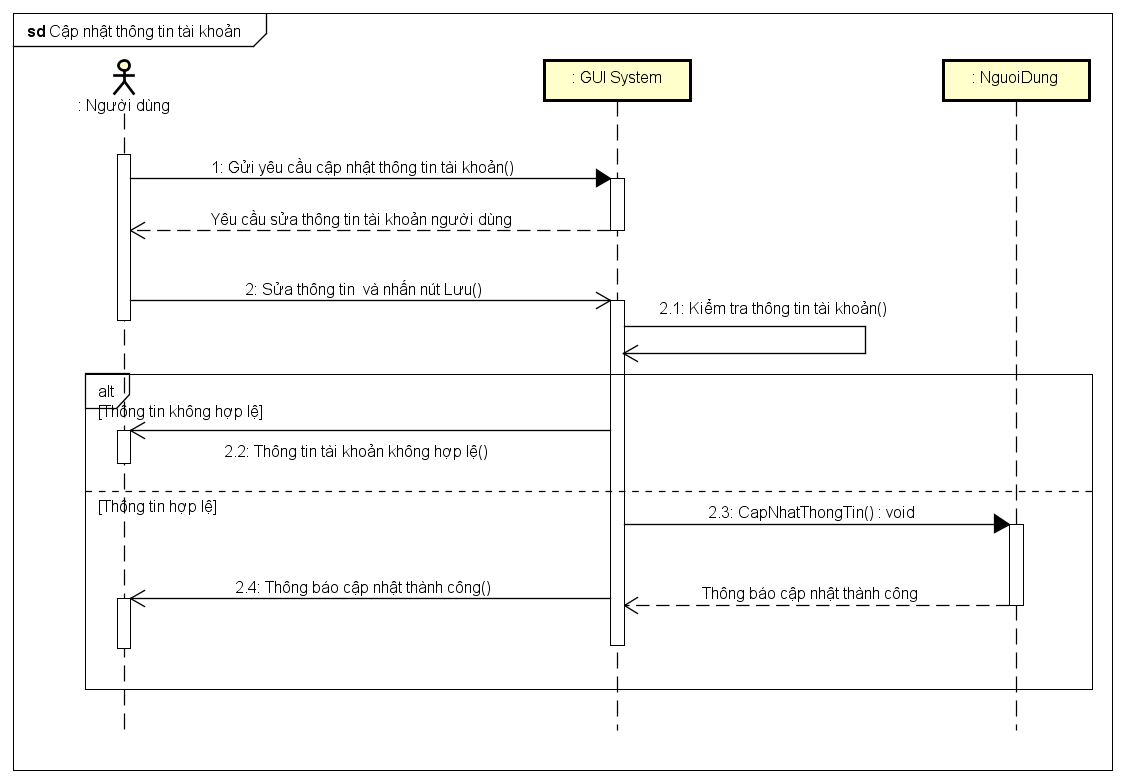 sd Cập nhật thông tin tài khoản
: Người dùng
: GUI System
: NguoiDung
1: Gửi yêu cầu cập nhật thông tin tài khoản()
Yêu cầu sửa thông tin tài khoản người dùng
2: Sửa thông tin  và nhấn nút Lưu()
2.1: Kiểm tra thông tin tài khoản()
alt
[Thông tin không hợp lệ]
2.2: Thông tin tài khoản không hợp lệ()
[Thông tin hợp lệ]
2.3: CapNhatThongTin() : void
2.4: Thông báo cập nhật thành công()
Thông báo cập nhật thành công